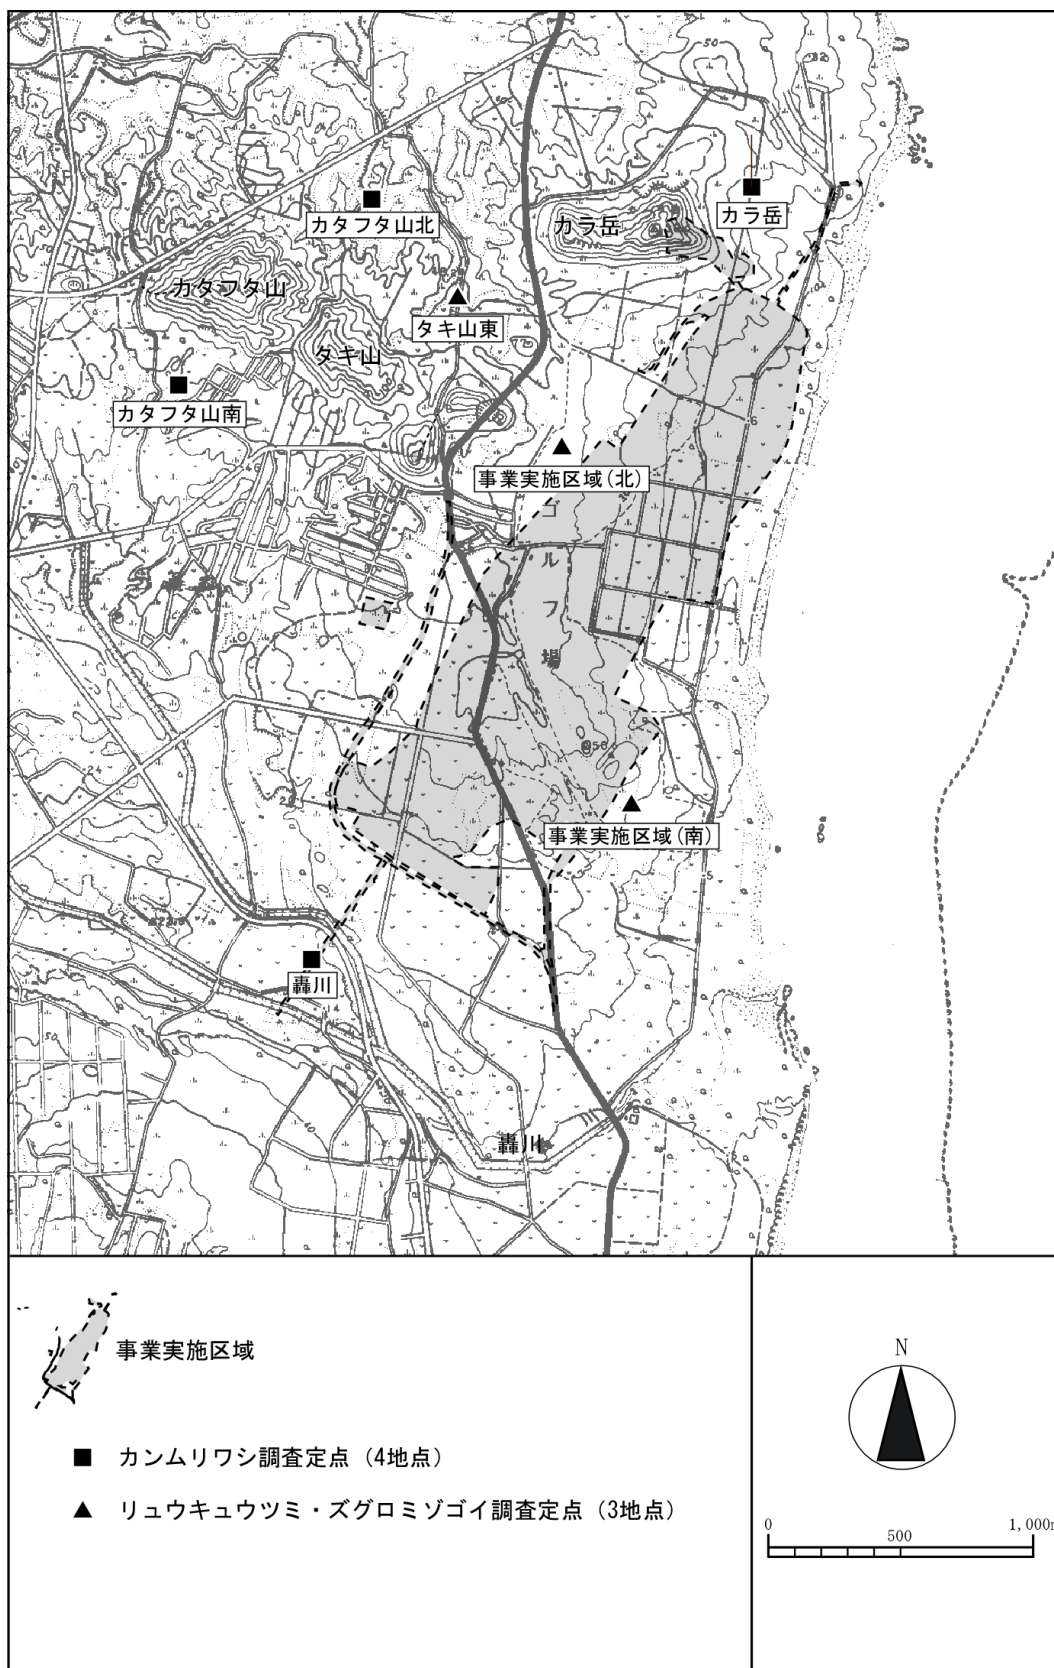 50
カラ岳
カタフタ山北
カラ岳
カタフタ山
タキ山東
タキ山
カタフタ山南
事業実施区域(北)
ゴルフ場
事業実施区域(南)
轟川
轟川
事業実施区域
■ カンムリワシ調査定点（4地点）
▲ リュウキュウツミ・ズグロミゾゴイ調査定点（3地点）
N
0 500 1,000m